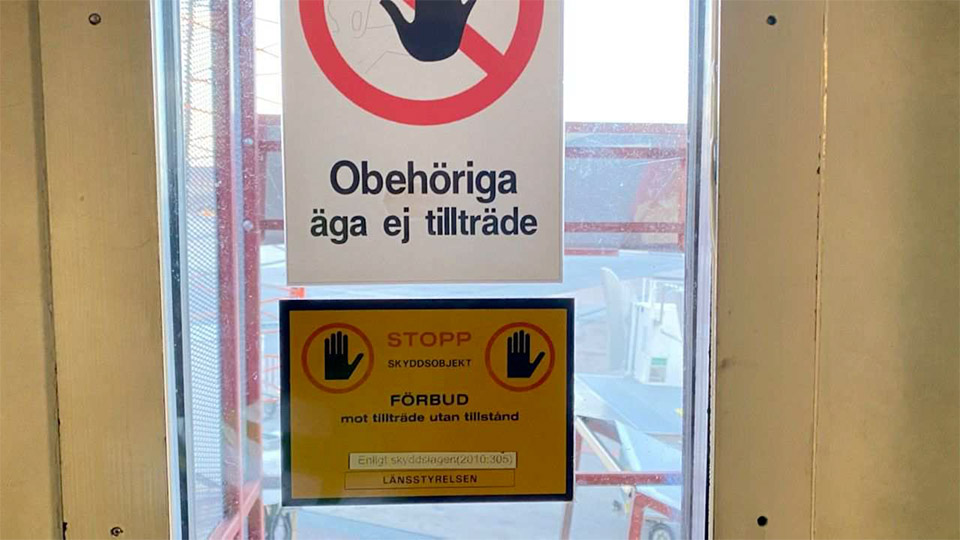 Obehöriga
äga ej tillträde
STOPP
SKYDDSOBJEKT
FÖRBUD
mot tillträde utan tillstånd
Enligt skyddslagen(2010:305)
LÄNSSTYRELSEN